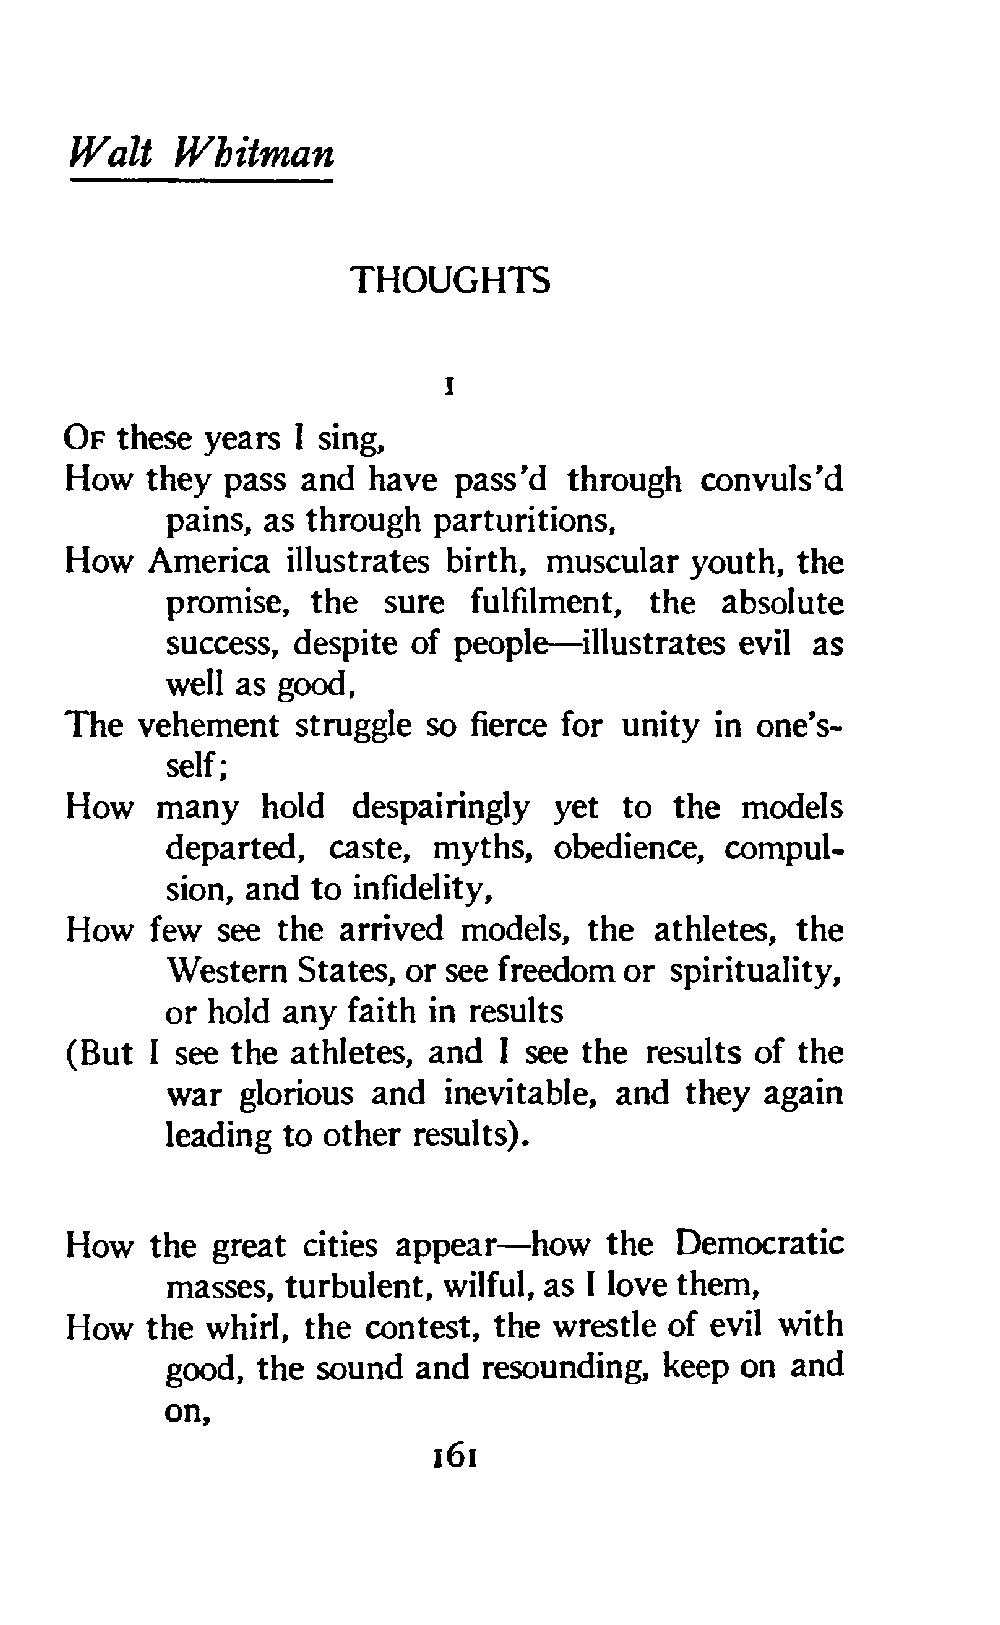 Walt Whitman
THOUGHTS
I
OF these years I sing,
How they pass and have pass'd through convuls'd
pains, as through parturitions,
How America illustrates birth, muscular youth, the
promise, the sure fulfilment, the absolute
success, despite of people—illustrates evil as
well as good,
The vehement struggle so fierce for unity in one's-
self;
How many hold despairingly yet to the models
departed, caste, myths, obedience, compul-
sion, and to infidelity,
How few see the arrived models, the athletes, the
Western States, or see freedom or spirituality,
or hold any faith in results
(But I see the athletes, and I see the results of the
war glorious and inevitable, and they again
leading to other results).
How the great cities appear—how the Democratic
masses, turbulent, wilful, as I love them,
How the whirl, the contest, the wrestle of evil with
good, the sound and resounding, keep on and
on,
161